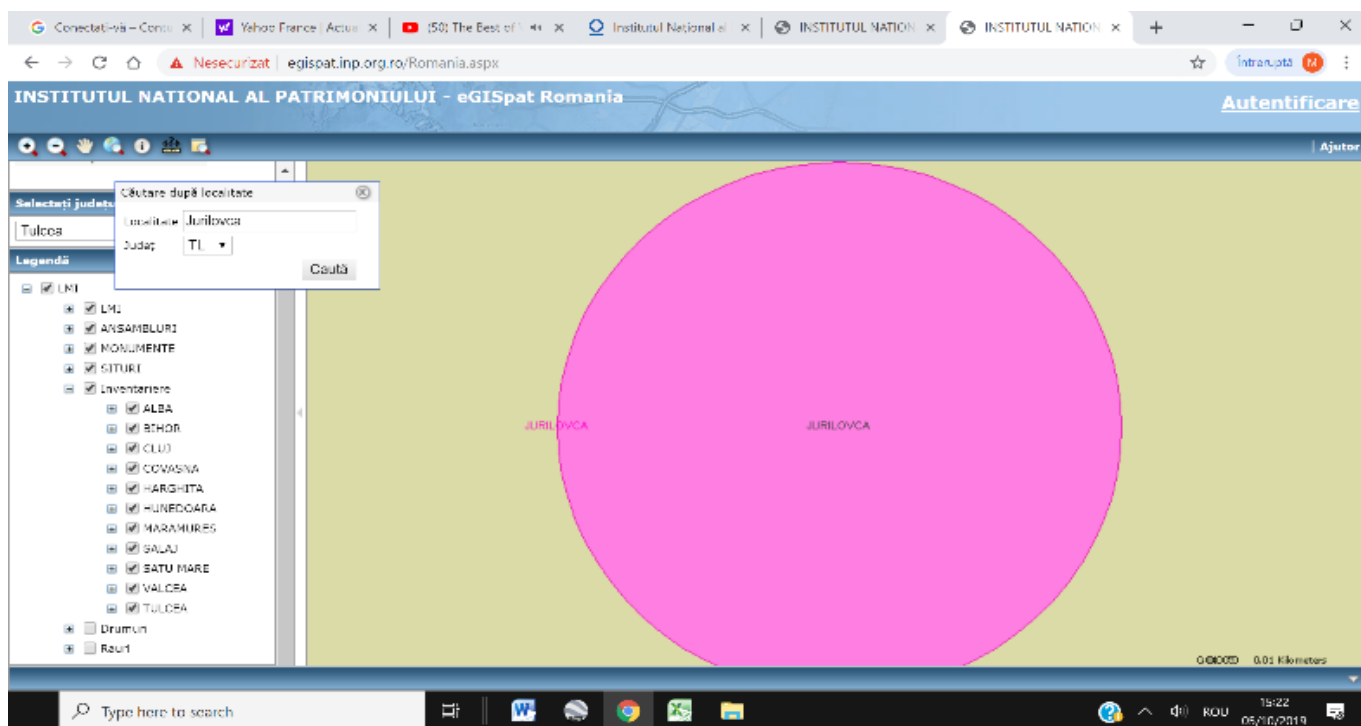 Conectați-vă – Contu
Yahoo France | Actua
(50) The Best of
Institutul Național al
INSTITUTUL NATION
INSTITUTUL NATION
Nesecurizat
egispat.inp.org.ro/Romania.aspx
Întreruptă
M
INSTITUTUL NATIONAL AL PATRIMONIULUI - eGISpat Romania
Autentificare
Ajutor
Căutare după localitate
Selectați județu
Localitate Jurilovca
Tulcea
Județ TL
Legendă
Caută
LMI
LMI
ANSAMBLURI
MONUMENTE
SITURI
Inventariere
ALBA
BIHOR
CLUJ
COVASNA
HARGHITA
HUNEDOARA
MARAMURES
SALAJ
SATU MARE
VALCEA
TULCEA
Drumuri
Rauri
JURILOVCA
JURILOVCA
0.01 Kilometers
Type here to search
ROU
15:22
05/10/2019